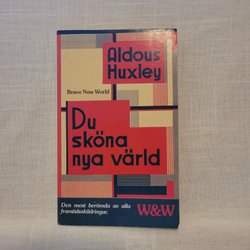 Aldous
Huxley
Brave New World
Du
sköna
nya värld
Den mest berömda av alla
framtidsskildringar.
W&W